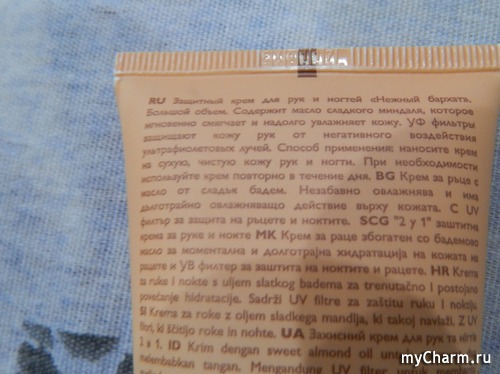 RU Защитный крем для рук и ногтей «Нежный бархат».
Большой объем. Содержит масло сладкого миндаля, которое
мгновенно смягчает и надолго увлажняет кожу. УФ фильтры
защищают кожу рук от негативного воздействия
ультрафиолетовых лучей. Способ применения: наносите крем
на сухую, чистую кожу рук и ногти. При необходимости
используйте крем повторно в течение дня. BG Крем за ръце с
масло от сладък бадем. Незабавно овлажнява и има
дълготрайно овлажняващо действие върху кожата. С UV
филтър за защита на ръцете и ноктите. SCG "2 у 1" заштитна
крема за руке и нокте MK Крем за раце збогатен со бадемово
масло за моментална и долготрајна хидратација на кожата на
рацете и УВ филтер за заштита на ноктите и рацете. HR Krema
za ruke I nokte s uljem slatkog badema za trenutačno I postojano
povećanje hidratacije. Sadrži UV filtre za zaštitu ruku I noktiju
SI Krema za roke z oljem sladkega mandlja, ki takoj navlaži. Z UV
filtri, ki ščitijo roke in nohte. UA Захисний крем для рук та нігтів
2 в 1. ID Krim dengan sweet almond oil untuk
melembabkan tangan. Mengandung UV filter untuk membantu
myCharm.ru